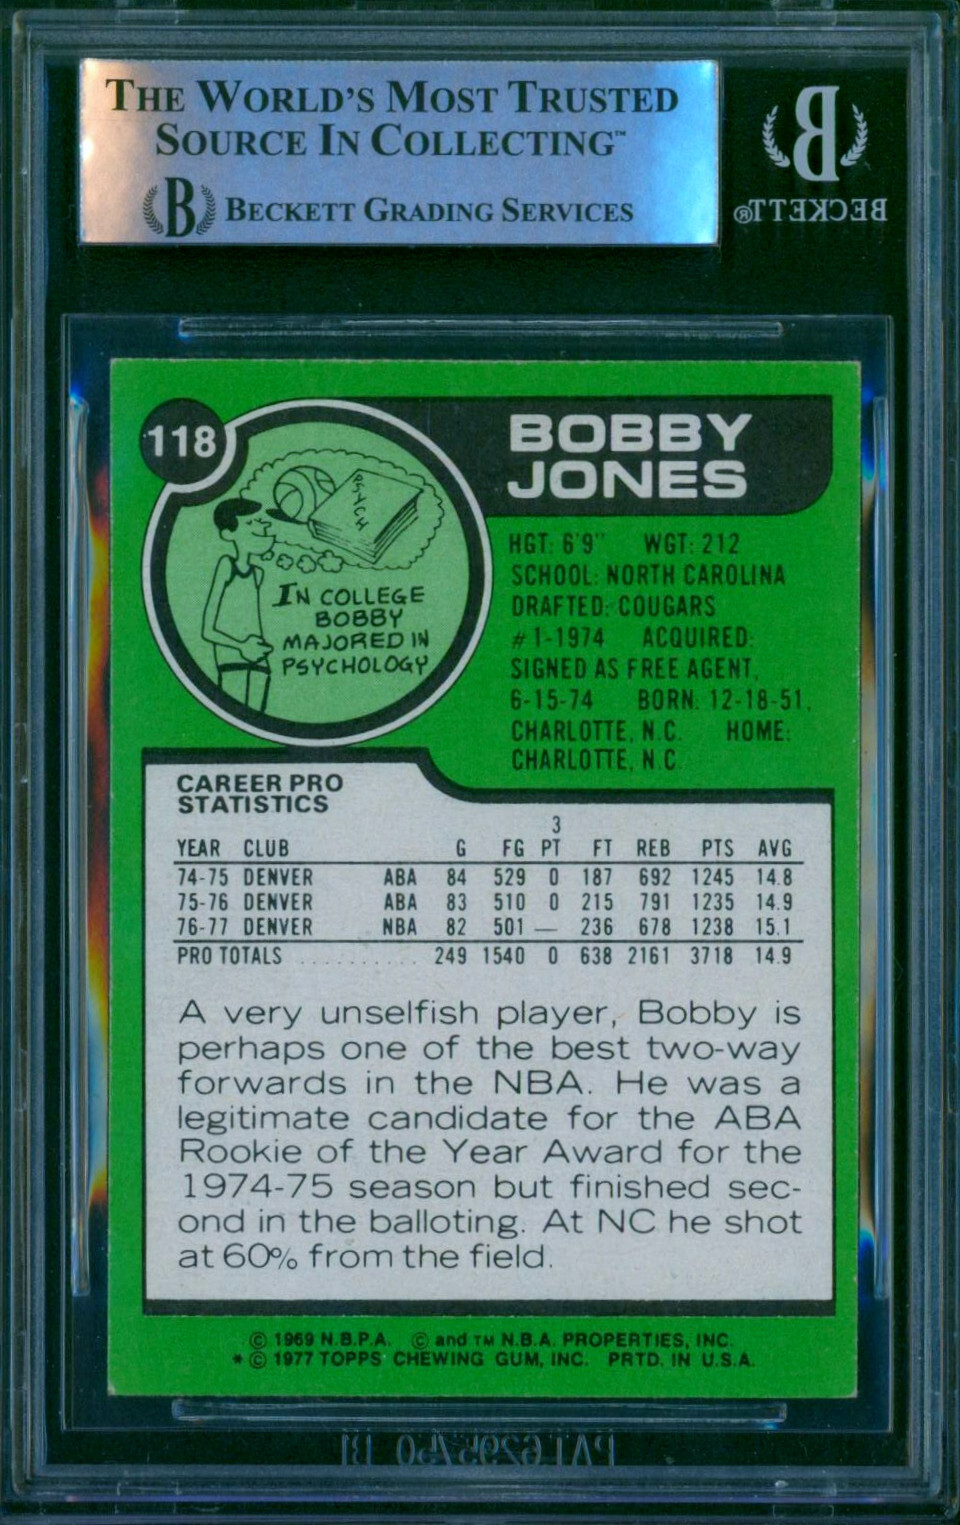 THE WORLD'S MOST TRUSTED
SOURCE IN COLLECTING™
B BECKETT GRADING SERVICES
B
BECKETT®
118
BOBBY
JONES
PSYCH
IN COLLEGE
BOBBY
MAJORED IN
PSYCHOLOGY
HGT: 6'9" WGT: 212
SCHOOL: NORTH CAROLINA
DRAFTED: COUGARS
#1-1974 ACQUIRED:
SIGNED AS FREE AGENT,
6-15-74 BORN: 12-18-51,
CHARLOTTE, N.C. HOME:
CHARLOTTE, N.C.
CAREER PRO
STATISTICS
YEAR CLUB G FG 3 PT FT REB PTS AVG
74-75 DENVER ABA 84 529 0 187 692 1245 14.8
75-76 DENVER ABA 83 510 0 215 791 1235 14.9
76-77 DENVER NBA 82 501 — 236 678 1238 15.1
PRO TOTALS .......... 249 1540 0 638 2161 3718 14.9
A very unselfish player, Bobby is
perhaps one of the best two-way
forwards in the NBA. He was a
legitimate candidate for the ABA
Rookie of the Year Award for the
1974-75 season but finished sec-
ond in the balloting. At NC he shot
at 60% from the field.
© 1969 N.B.P.A. © and TM N.B.A. PROPERTIES, INC.
* © 1977 TOPPS CHEWING GUM, INC. PRTD. IN U.S.A.